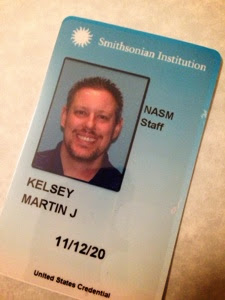 Smithsonian Institution
NASM
Staff
KELSEY
MARTIN J
11/12/20
United States Credential